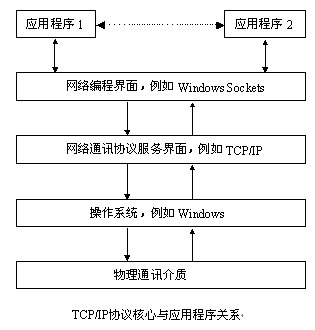 应用程序1
应用程序2
网络编程界面，例如 Windows Sockets
网络通讯协议服务界面，例如 TCP/IP
操作系统，例如 Windows
物理通讯介质
TCP/IP协议核心与应用程序关系